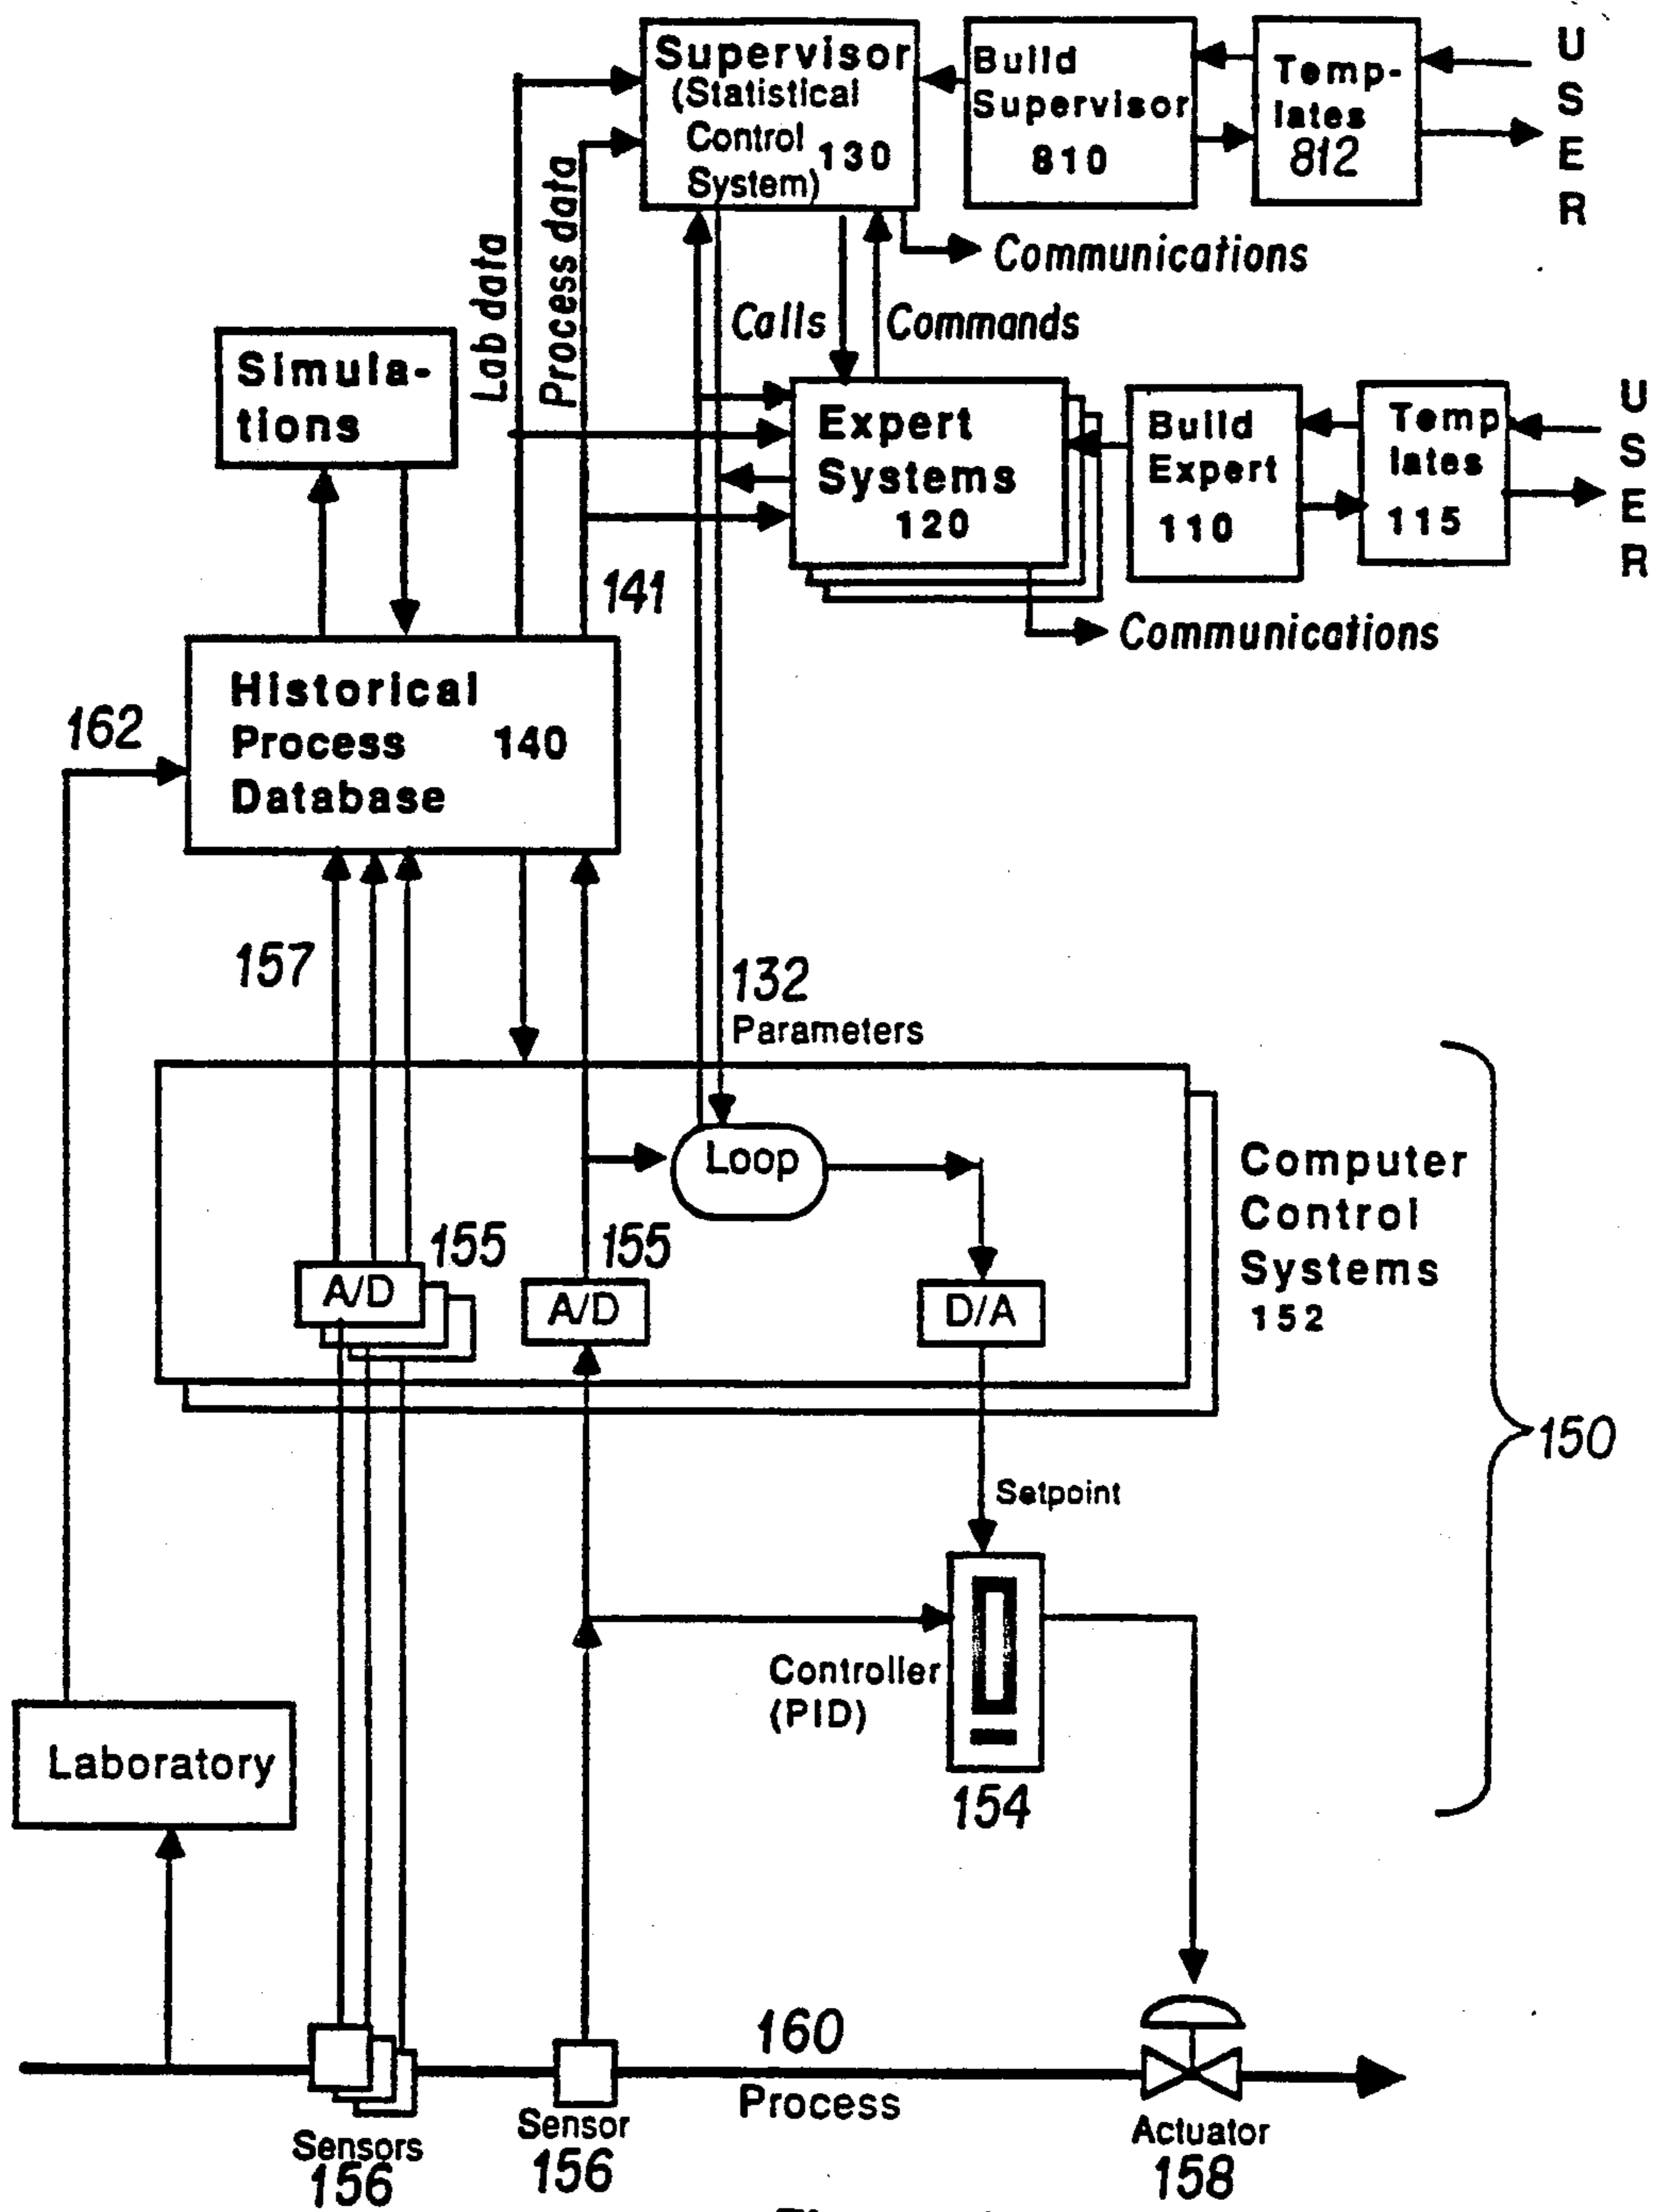 Supervisor
(Statistical
Control
System)
130
Build
Supervisor
810
Temp-
lates
812
U
S
E
R
Communications
Lab data
Process data
Calls
Commands
Simula-
tions
Expert
Systems
120
Build
Expert
110
Temp
lates
115
U
S
E
R
Communications
141
Historical
Process 140
Database
162
157
132
Parameters
Loop
155
155
A/D
A/D
D/A
Computer
Control
Systems
152
150
Setpoint
Controller
(PID)
154
Laboratory
160
Process
Sensors
156
Sensor
156
Actuator
158